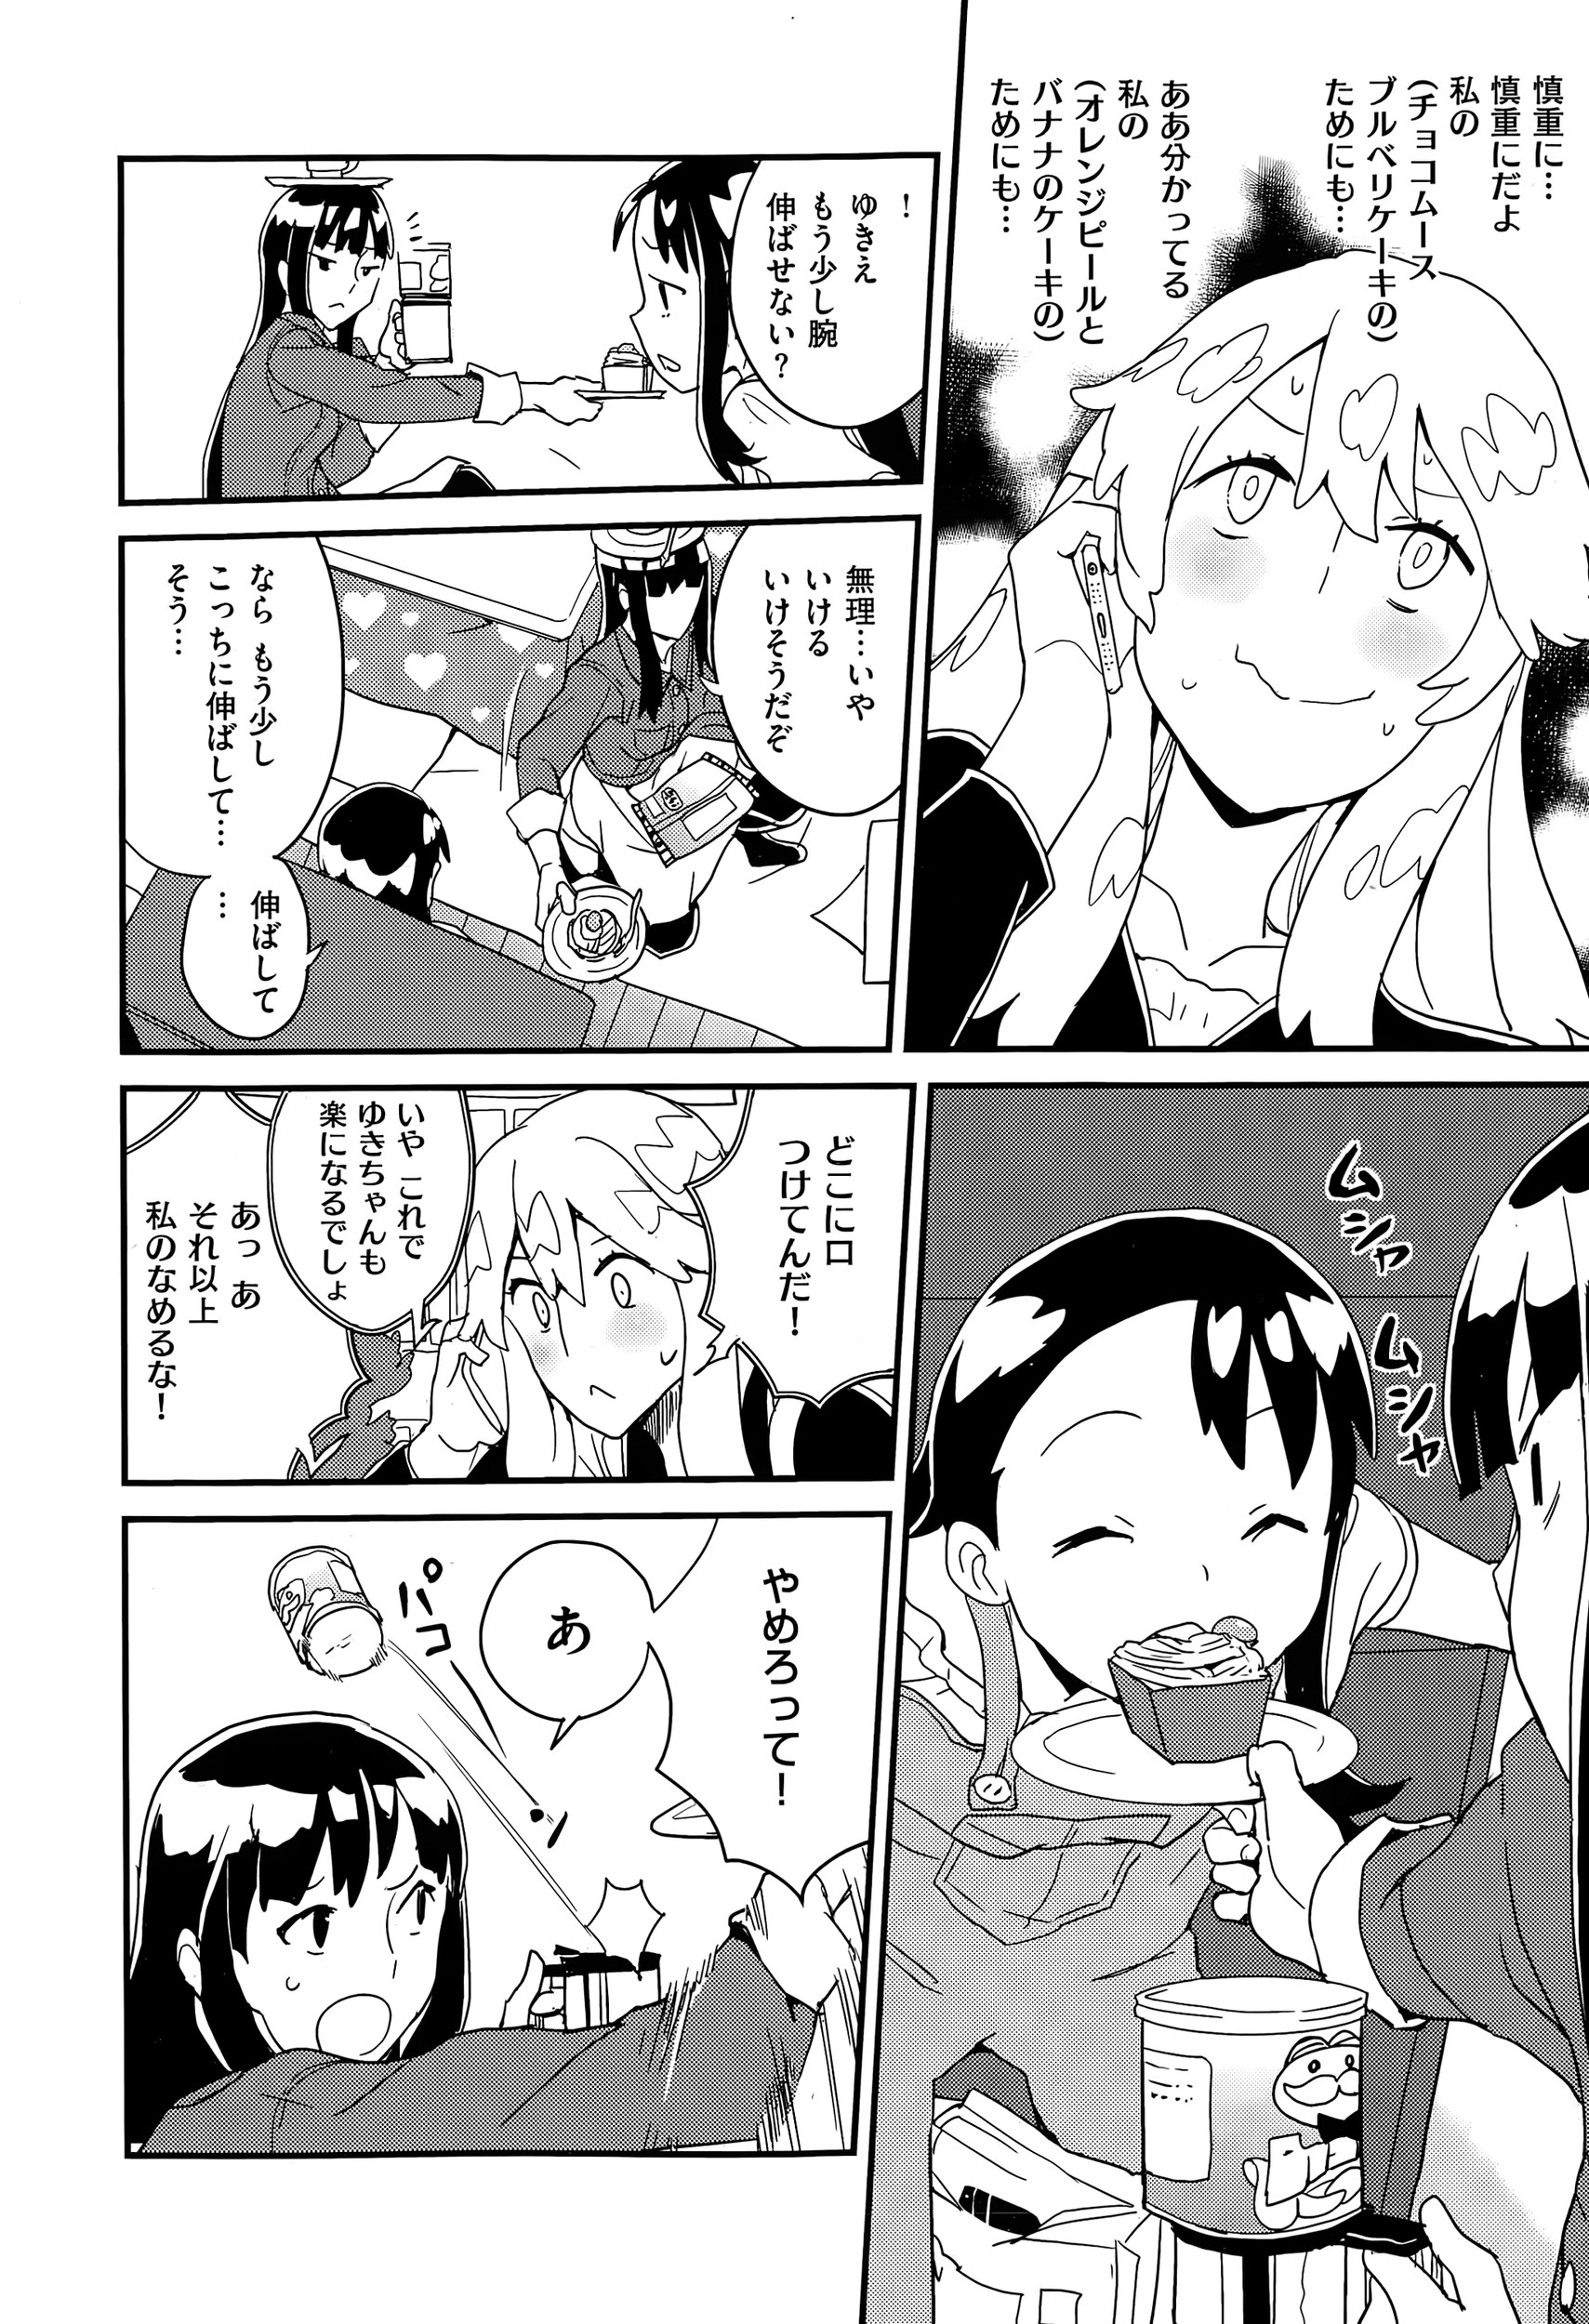 慎重に…
慎重にだよ
私の
（チョコムース
ブルベリケーキの）
ためにも…
ああ分かってる
私の
（オレンジピールと
バナナのケーキの）
ためにも…
！
ゆきえ
もう少し腕
伸ばせない？
無理…いや
いける
いけそうだぞ
なら もう少し
こっちに伸ばして…
そう…
伸ばして
…
ムシャ
ムシャ
どこに口
つけてんだ！
いや これで
ゆきちゃんも
楽になるでしょ
あっ あ
それ以上
私のなめるな！
やめろって！
あ
パコーン